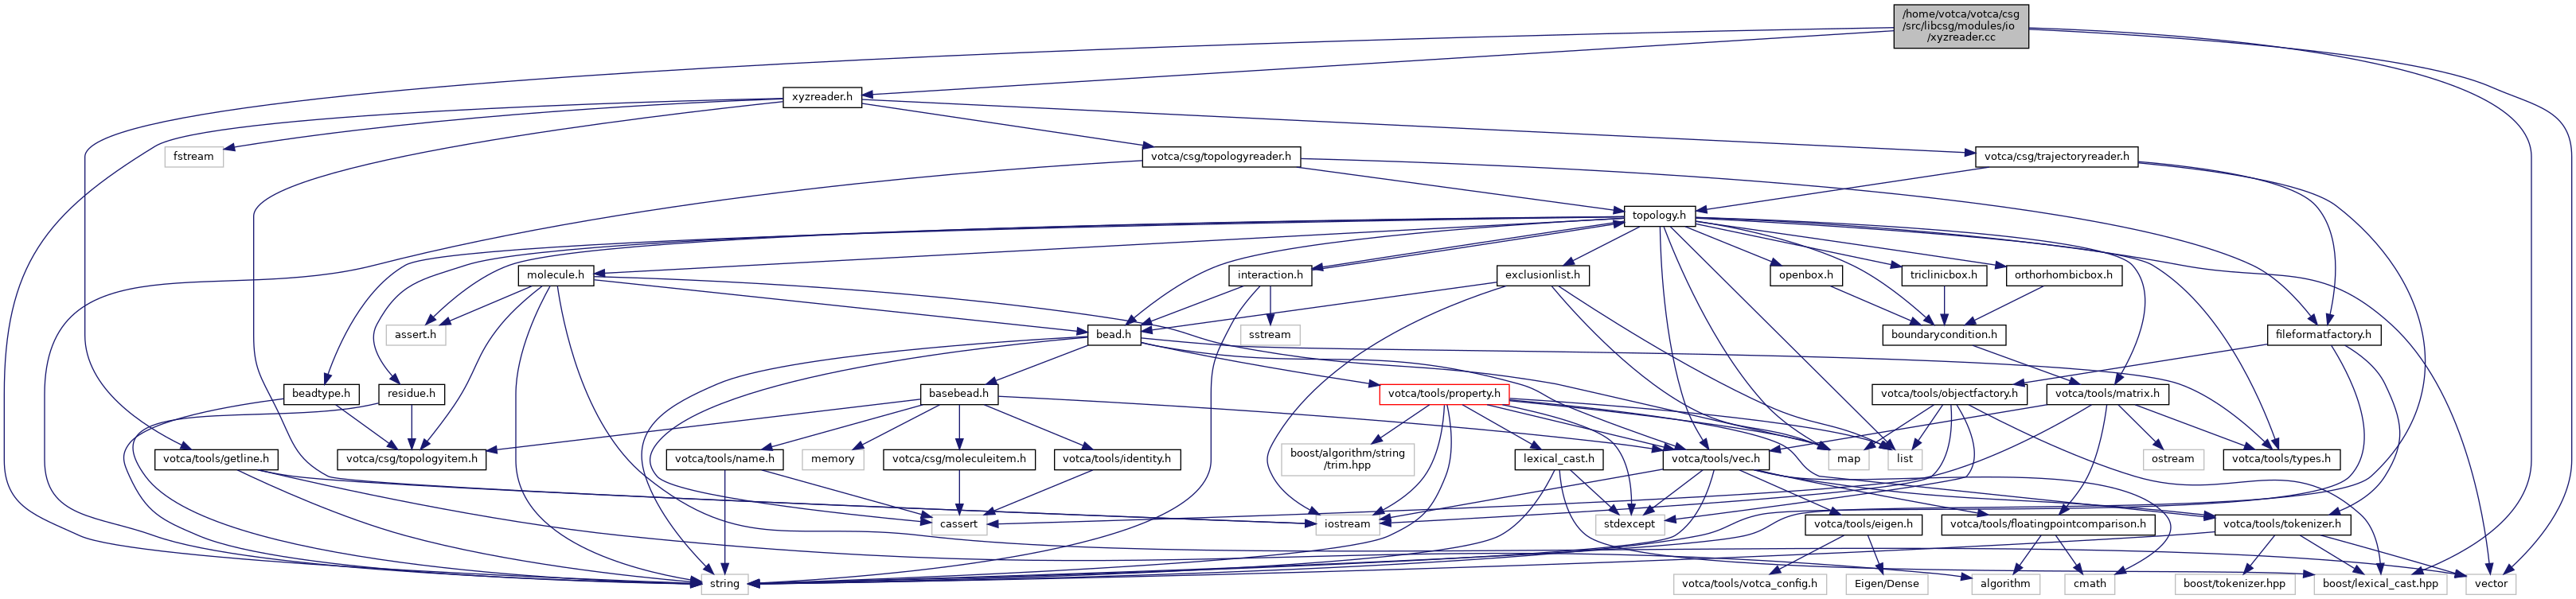 /home/votca/votca/csg
/src/libcsg/modules/io
/xyzreader.cc
xyzreader.h
fstream
votca/csg/topologyreader.h
votca/csg/trajectoryreader.h
topology.h
molecule.h
interaction.h
exclusionlist.h
openbox.h
triclinicbox.h
orthorhombicbox.h
assert.h
bead.h
sstream
boundarycondition.h
fileformatfactory.h
beadtype.h
residue.h
basebead.h
votca/tools/property.h
votca/tools/objectfactory.h
votca/tools/matrix.h
votca/tools/getline.h
votca/csg/topologyitem.h
votca/tools/name.h
memory
votca/csg/moleculeitem.h
votca/tools/identity.h
boost/algorithm/string
/trim.hpp
lexical_cast.h
votca/tools/vec.h
map
list
ostream
votca/tools/types.h
cassert
iostream
stdexcept
votca/tools/eigen.h
votca/tools/floatingpointcomparison.h
votca/tools/tokenizer.h
string
votca/tools/votca_config.h
Eigen/Dense
algorithm
cmath
boost/tokenizer.hpp
boost/lexical_cast.hpp
vector